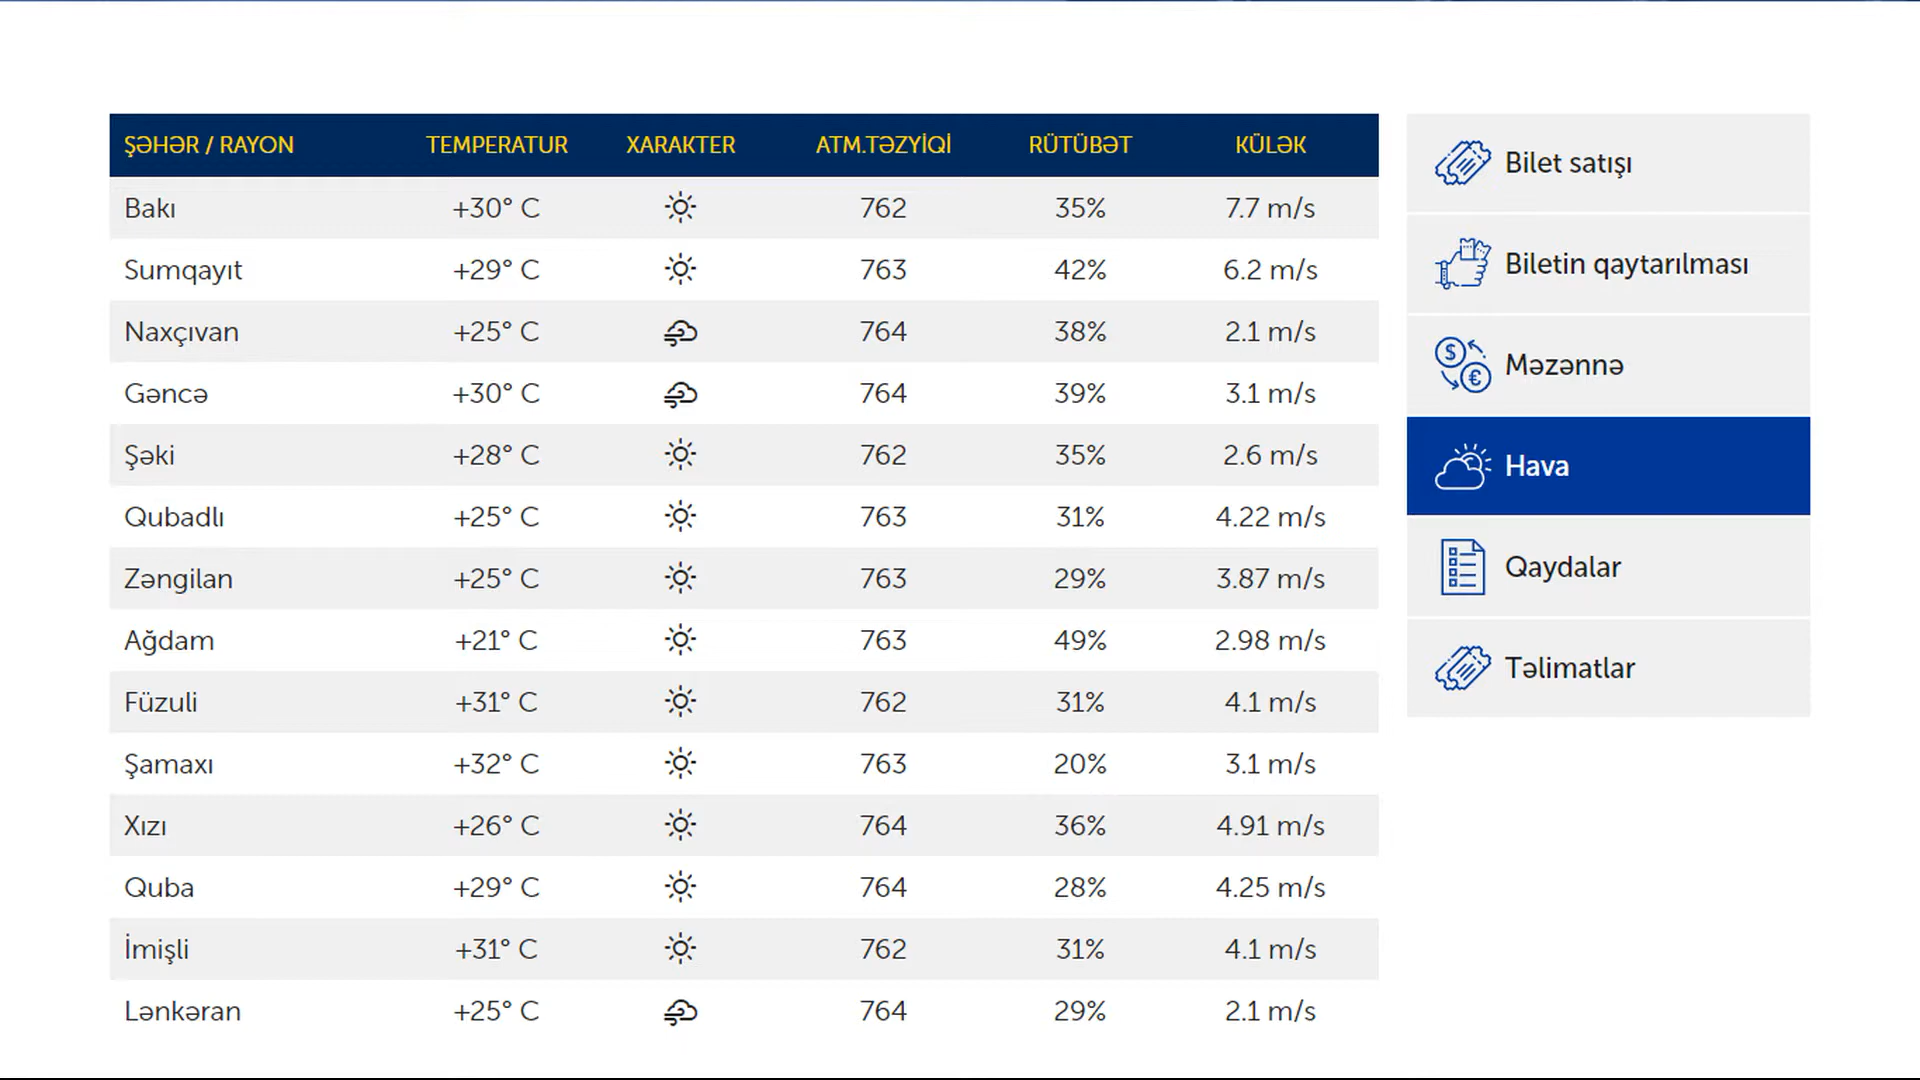 ŞƏHƏR / RAYON TEMPERATUR XARAKTER ATM.TƏZYİQİ RÜTÜBƏT KÜLƏK
Bakı +30° C 762 35% 7.7 m/s
Sumqayıt +29° C 763 42% 6.2 m/s
Naxçıvan +25° C 764 38% 2.1 m/s
Gəncə +30° C 764 39% 3.1 m/s
Şəki +28° C 762 35% 2.6 m/s
Qubadlı +25° C 763 31% 4.22 m/s
Zəngilan +25° C 763 29% 3.87 m/s
Ağdam +21° C 763 49% 2.98 m/s
Füzuli +31° C 762 31% 4.1 m/s
Şamaxı +32° C 763 20% 3.1 m/s
Xızı +26° C 764 36% 4.91 m/s
Quba +29° C 764 28% 4.25 m/s
İmişli +31° C 762 31% 4.1 m/s
Lənkəran +25° C 764 29% 2.1 m/s
Bilet satışı
Biletin qaytarılması
Məzənnə
Hava
Qaydalar
Təlimatlar